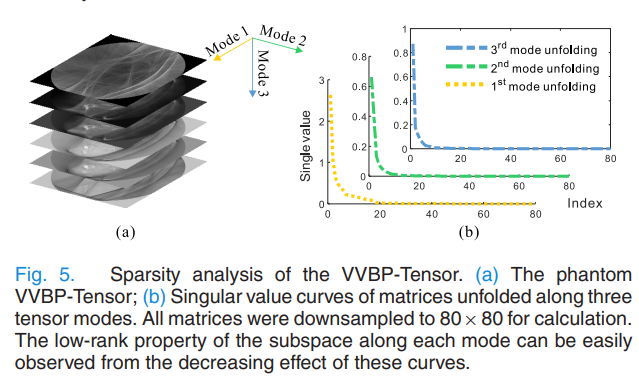 Mode 1
Mode 2
Mode 3
(a)
Single value
3
2
1
0
0.8
0.6
0.4
0.2
0
1
0.8
0.6
0.4
0.2
0
3rd mode unfolding
2nd mode unfolding
1st mode unfolding
20 40 60 80
0 20 40 60 80
0 20 40 60 80
Index
(b)
Fig. 5. Sparsity analysis of the VVBP-Tensor. (a) The phantom
VVBP-Tensor; (b) Singular value curves of matrices unfolded along three
tensor modes. All matrices were downsampled to 80 × 80 for calculation.
The low-rank property of the subspace along each mode can be easily
observed from the decreasing effect of these curves.